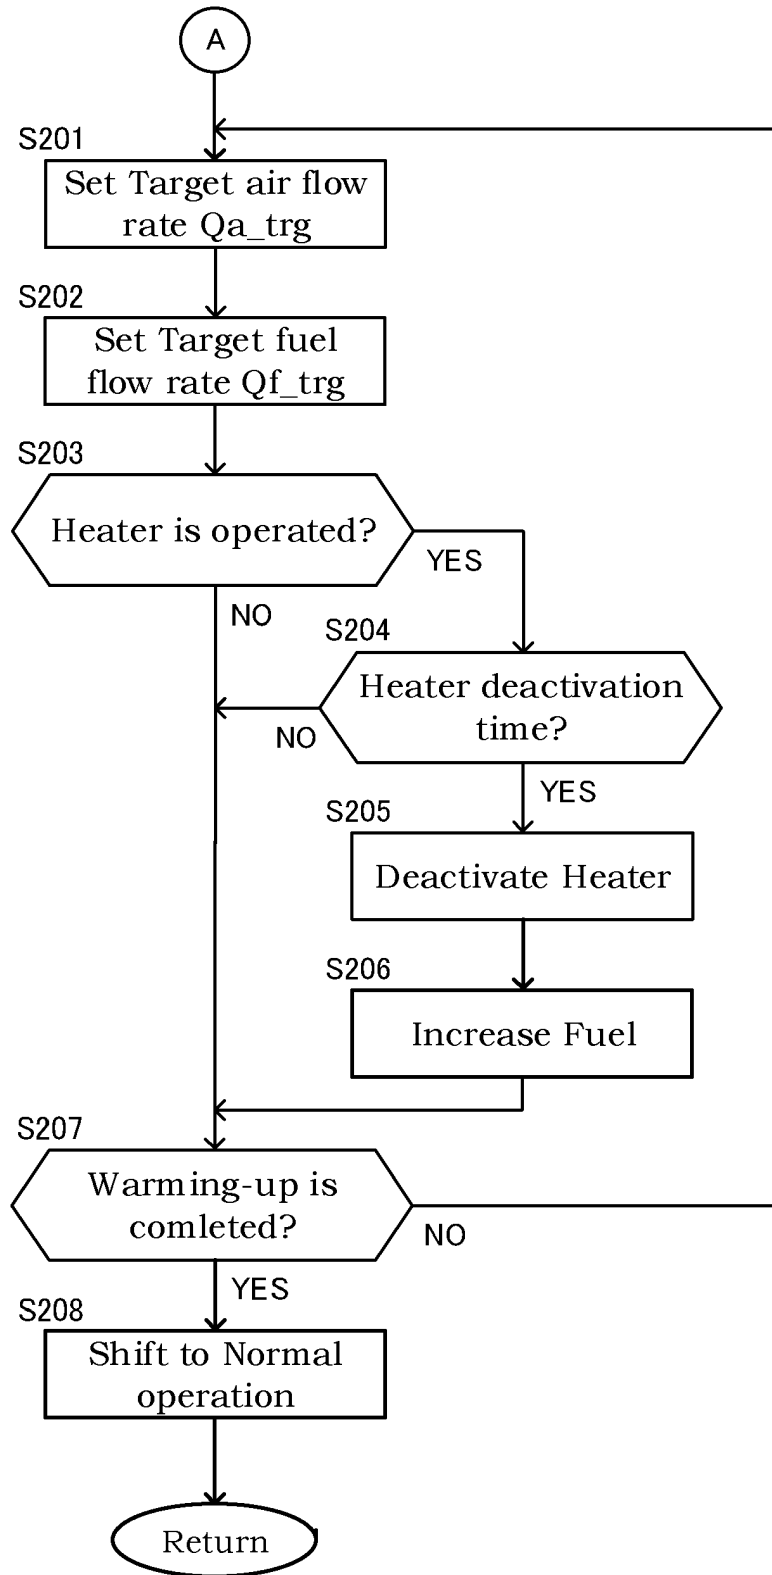 A
S201
Set Target air flow
rate Qa_trg
S202
Set Target fuel
flow rate Qf_trg
S203
Heater is operated?
YES
NO
S204
Heater deactivation
time?
NO
YES
S205
Deactivate Heater
S206
Increase Fuel
S207
Warming-up is
comleted?
NO
YES
S208
Shift to Normal
operation
Return